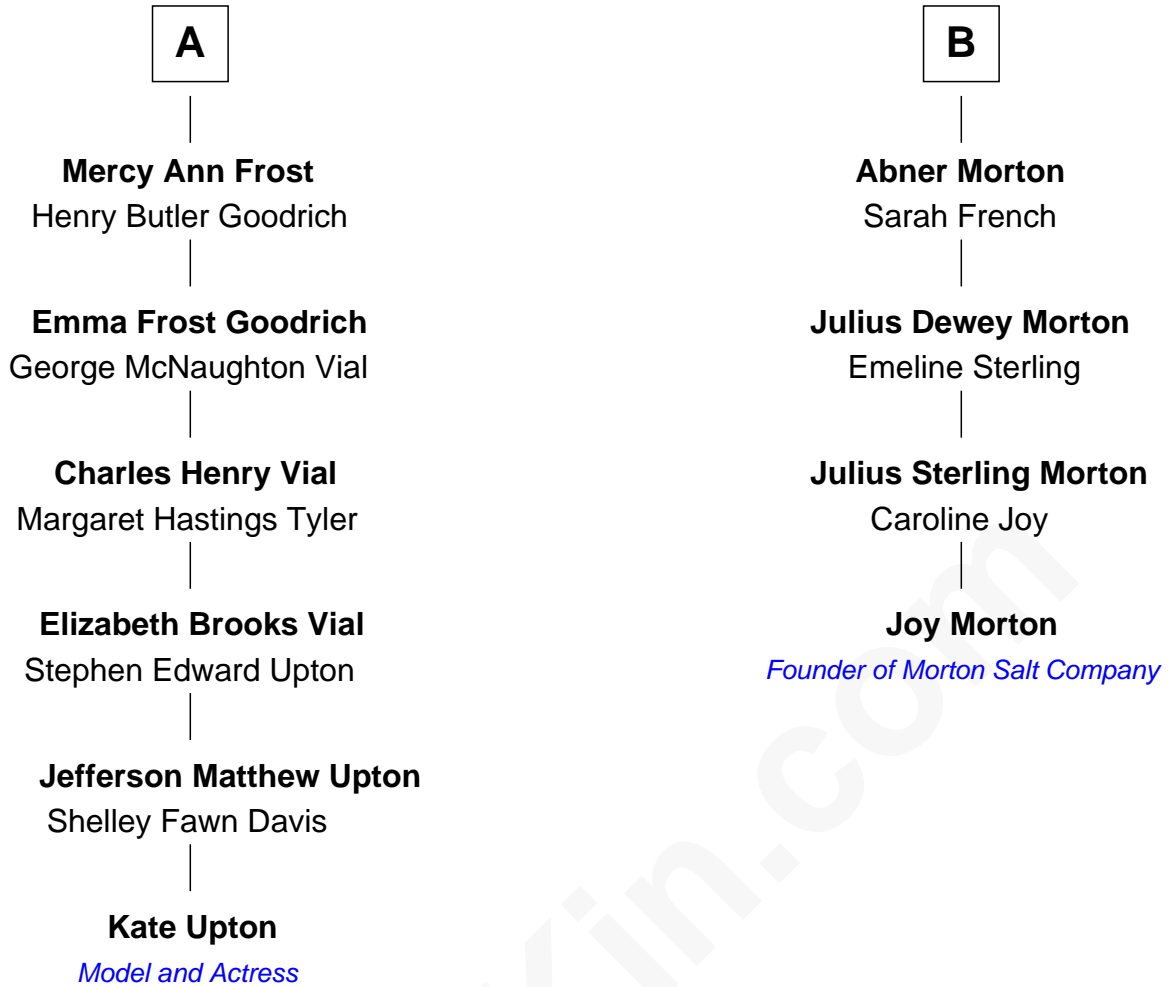 A
Mercy Ann Frost
Henry Butler Goodrich
Emma Frost Goodrich
George McNaughton Vial
Charles Henry Vial
Margaret Hastings Tyler
Elizabeth Brooks Vial
Stephen Edward Upton
Jefferson Matthew Upton
Shelley Fawn Davis
Kate Upton
Model and Actress
B
Abner Morton
Sarah French
Julius Dewey Morton
Emeline Sterling
Julius Sterling Morton
Caroline Joy
Joy Morton
Founder of Morton Salt Company
Kin.com